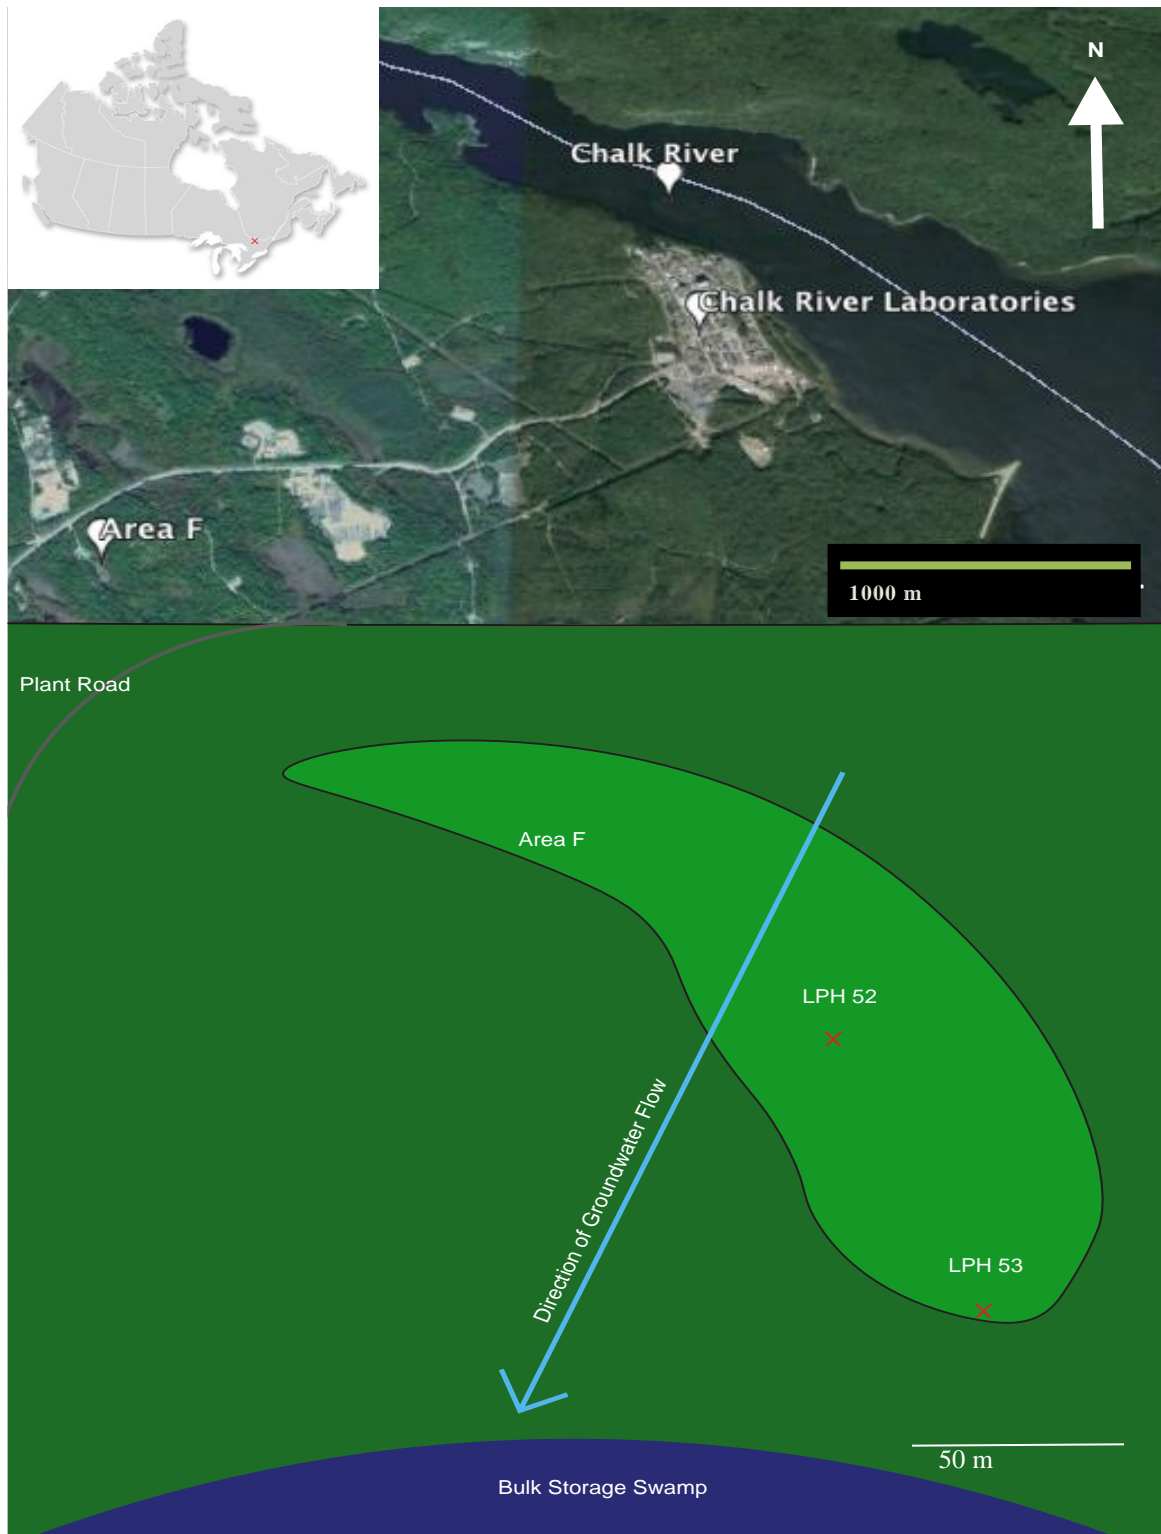 N
Chalk River
Chalk River Laboratories
Area F
1000 m
Plant Road
Area F
LPH 52
Direction of Groundwater Flow
LPH 53
50 m
Bulk Storage Swamp